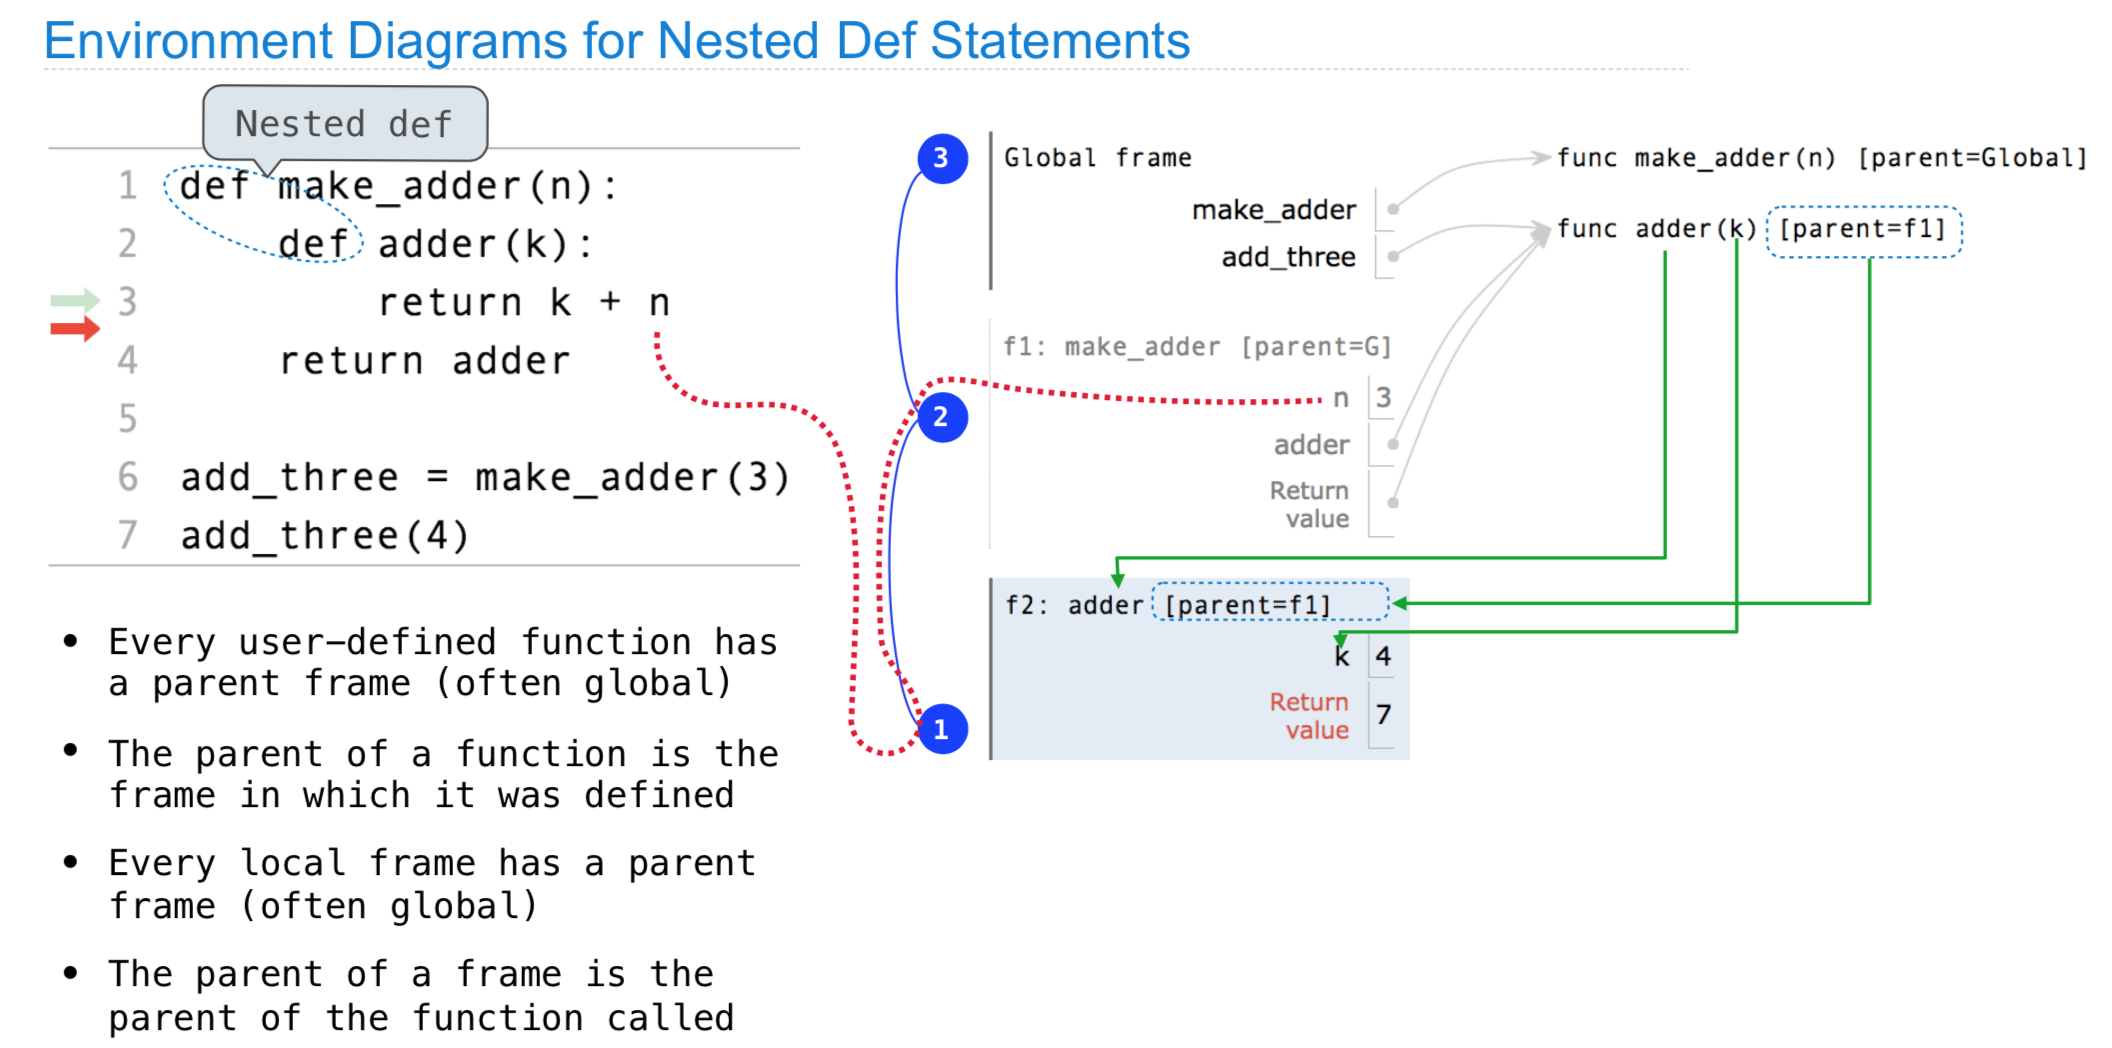 Environment Diagrams for Nested Def Statements
Nested def
1 def make_adder(n):
2     def adder(k):
3         return k + n
4     return adder
5
6 add_three = make_adder(3)
7 add_three(4)
• Every user-defined function has
a parent frame (often global)
• The parent of a function is the
frame in which it was defined
• Every local frame has a parent
frame (often global)
• The parent of a frame is the
parent of the function called
3
Global frame
make_adder
add_three
func make_adder(n) [parent=Global]
func adder(k) [parent=f1]
2
f1: make_adder [parent=G]
n 3
adder
Return
value
1
f2: adder [parent=f1]
k 4
Return
value 7